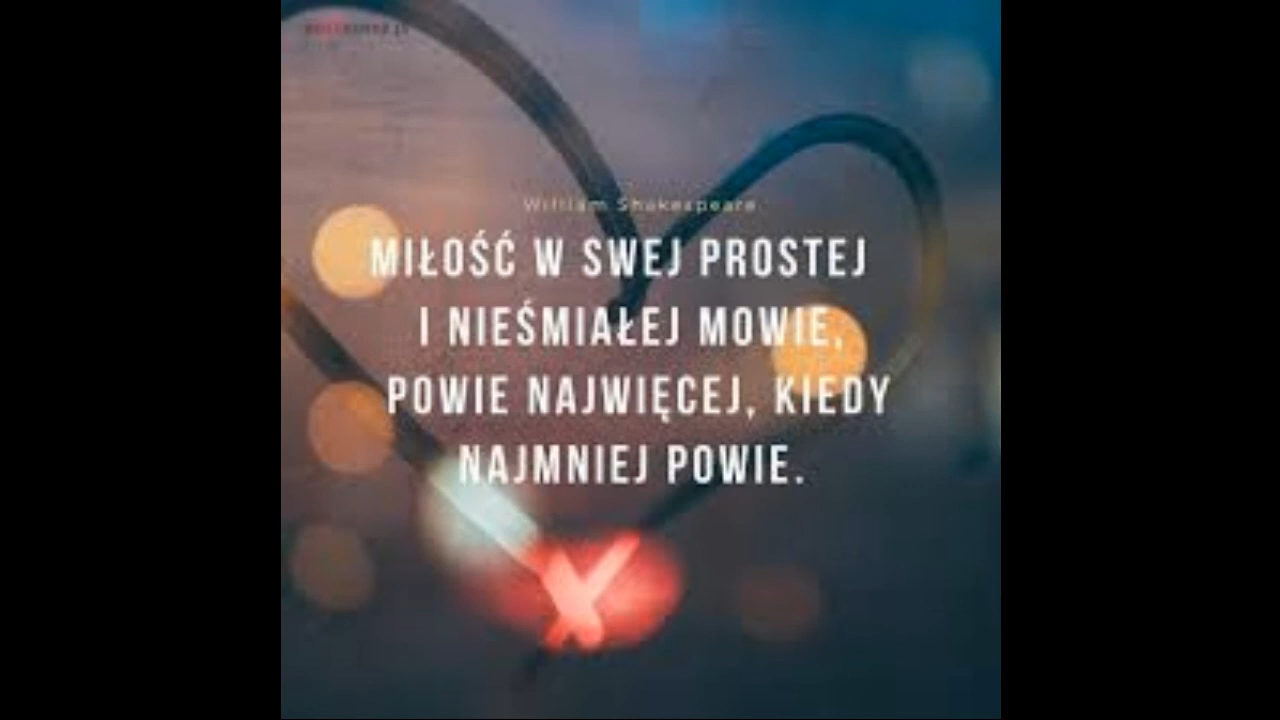 William Shakespeare
MIŁOŚĆ W SWEJ PROSTEJ
I NIEŚMIAŁEJ MOWIE,
POWIE NAJWIĘCEJ, KIEDY
NAJMNIEJ POWIE.